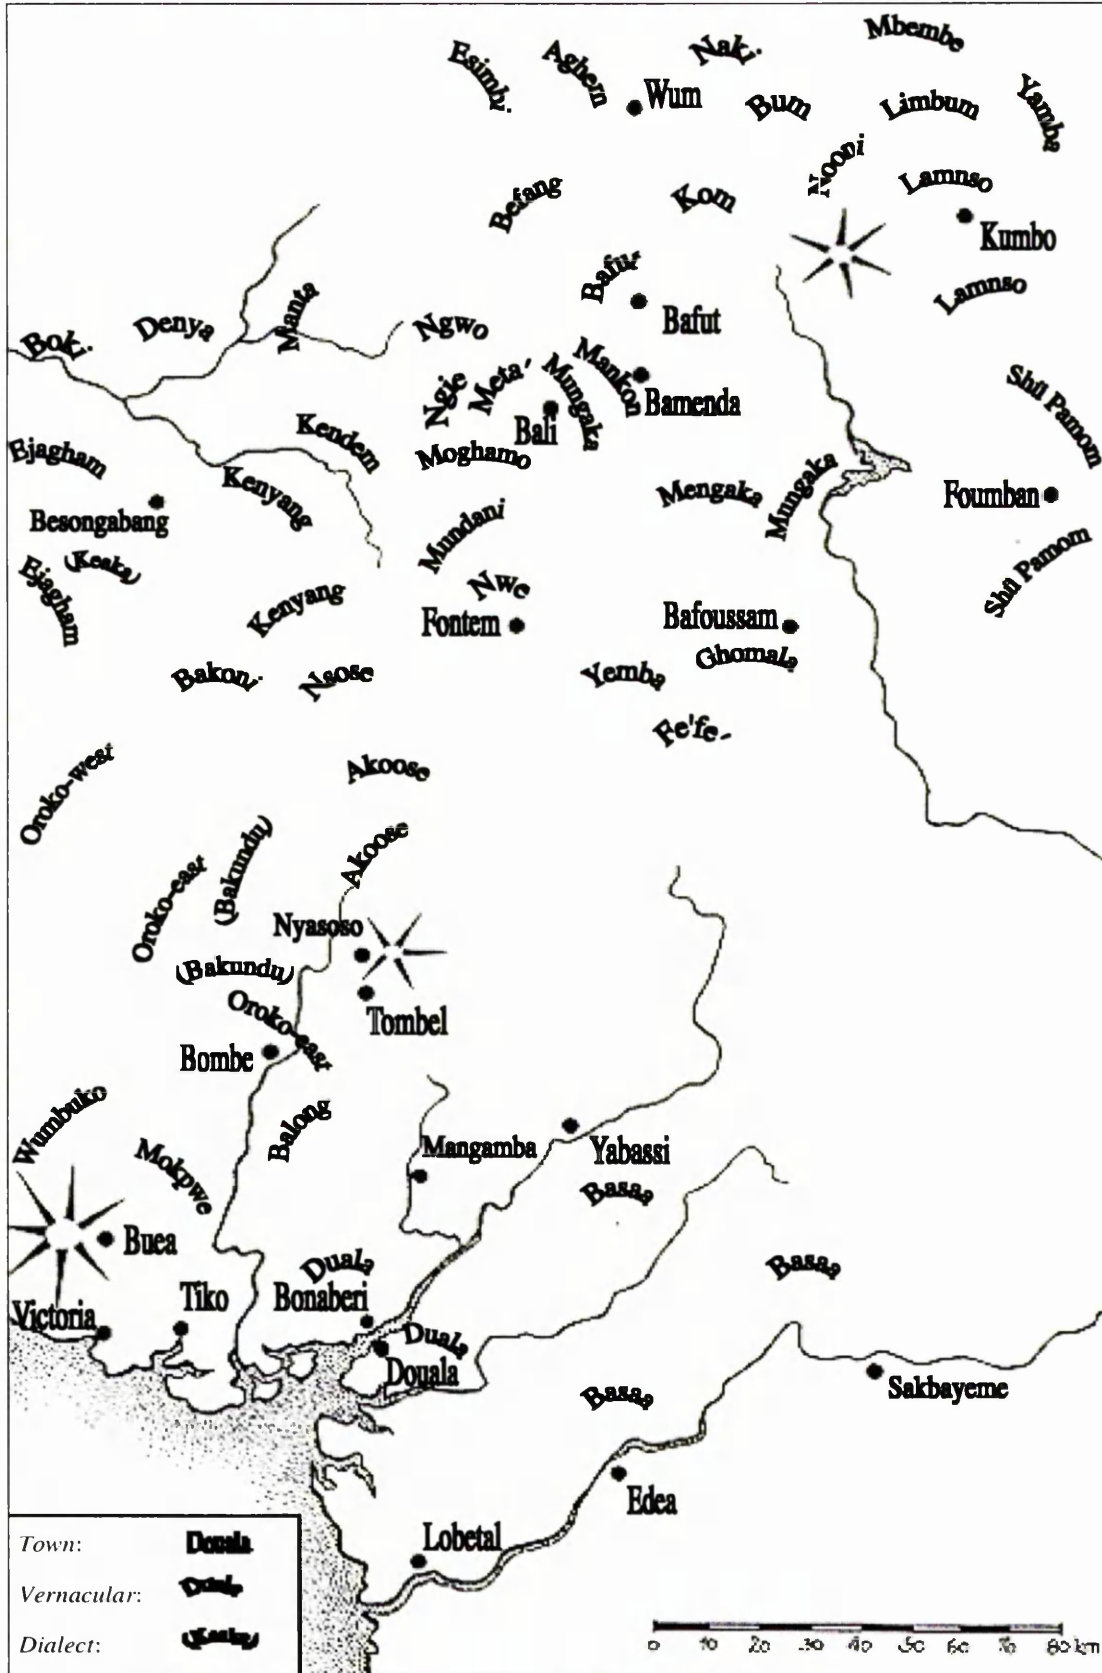 Mbembe
Esimbi
Aghem
Naki
Wum
Bum
Limbum
Yamba
Nooni
Lamnso
Befang
Kom
Kumbo
Bafut
Bafut
Lamnso
Manta
Denya
Ngwo
Boki
Mankon
Meta'
Mungaka
Ngie
Bamenda
Shü Pamom
Bali
Kendem
Moghamo
Ejagham
Kenyang
Mengaka
Mungaka
Foumban
Besongabang
Mundani
(Keaka)
Ejagham
Nwe
Shü Pamom
Kenyang
Fontem
Bafoussam
Ghomala
Bakoni
Nsose
Yemba
Fe'fe-
Oroko-west
Akoose
Akoose
(Bakundu)
Oroko-east
Nyasoso
(Bakundu)
Oroko-east
Tombel
Bombe
Wumbuko
Balong
Mangamba
Yabassi
Mokpwe
Basaa
Buea
Duala
Basaa
Victoria
Tiko
Bonaberi
Duala
Douala
Basaa
Sakbayeme
Edea
Lobetal
Town: Douala
Vernacular: Duala
Dialect: (Keaka)
0 10 20 30 40 50 60 70 80 km